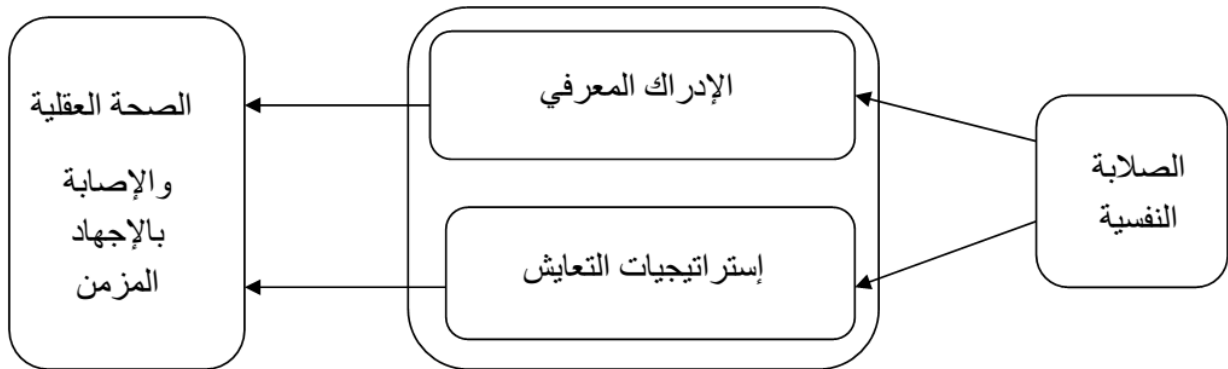 الصلابة
النفسية
الإدراك المعرفي
إستراتيجيات التعايش
الصحة العقلية
والإصابة
بالإجهاد
المزمن